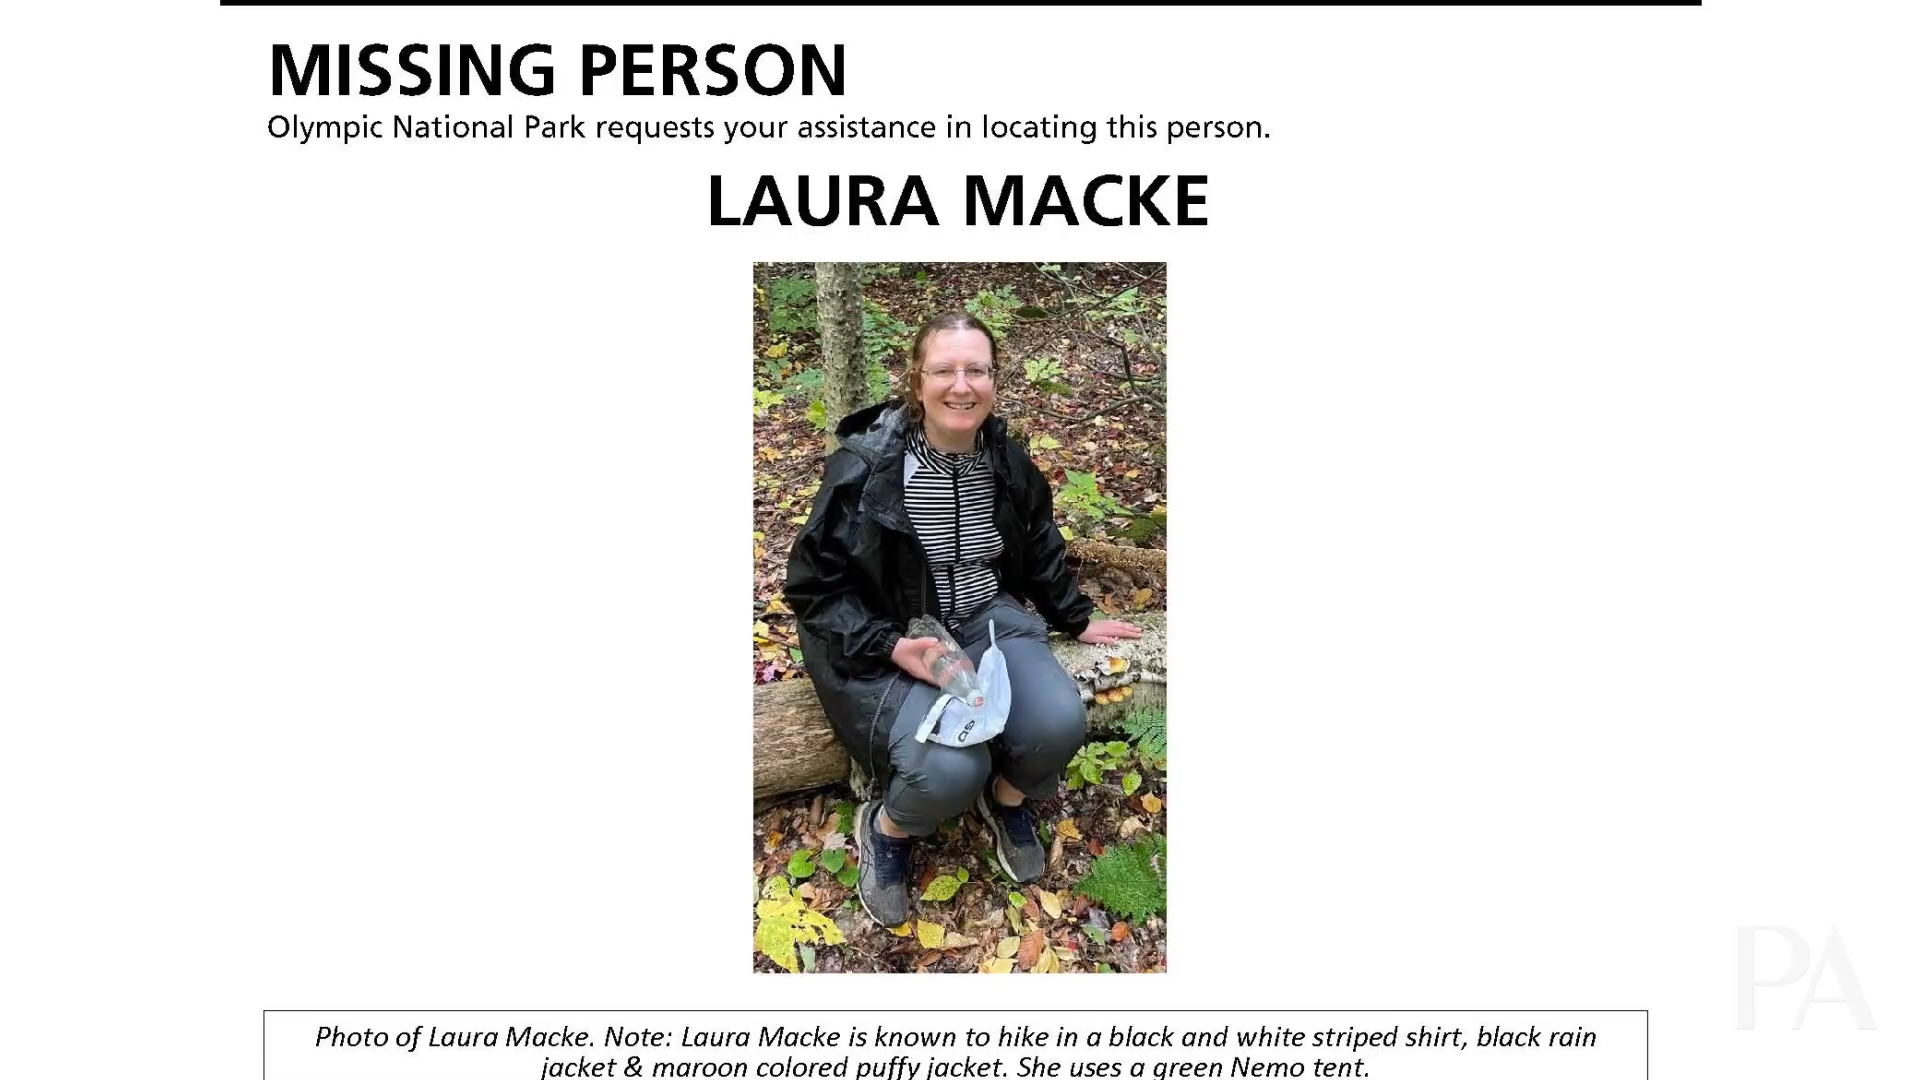 MISSING PERSON
Olympic National Park requests your assistance in locating this person.
LAURA MACKE
Photo of Laura Macke. Note: Laura Macke is known to hike in a black and white striped shirt, black rain
jacket & maroon colored puffy jacket. She uses a green Nemo tent.
PA